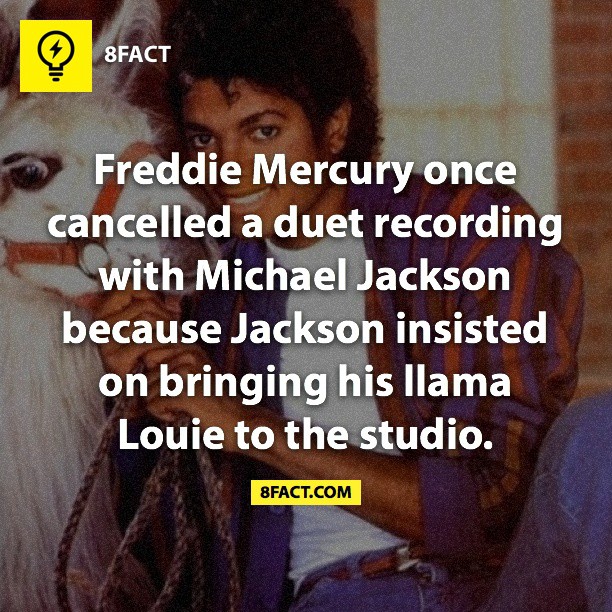 8FACT
Freddie Mercury once
cancelled a duet recording
with Michael Jackson
because Jackson insisted
on bringing his llama
Louie to the studio.
8FACT.COM